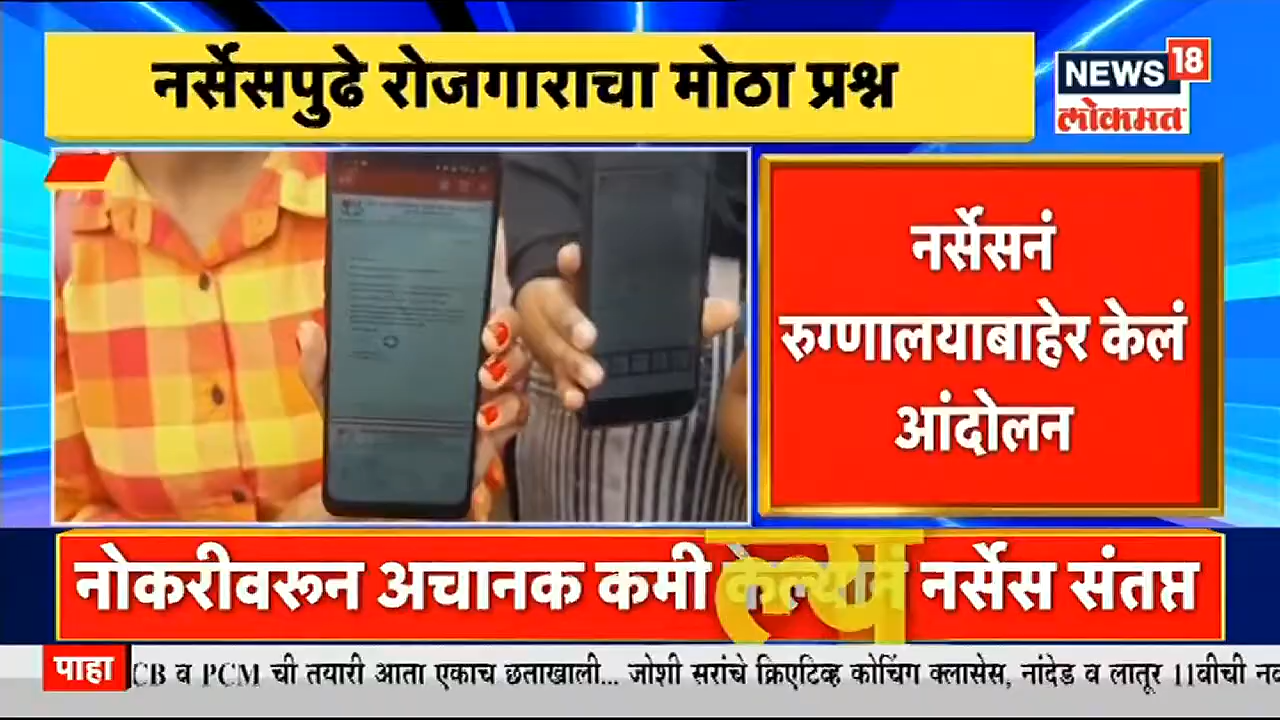 नर्सेसपुढे रोजगाराचा मोठा प्रश्न
NEWS 18
लोकमत
नर्सेसनं
रुग्णालयाबाहेर केलं
आंदोलन
नोकरीवरून अचानक कमी केल्यानं नर्सेस संतप्त
पाहा CB व PCM ची तयारी आता एकाच छताखाली... जोशी सरांचे क्रिएटिव्ह कोचिंग क्लासेस, नांदेड व लातूर 11वीची